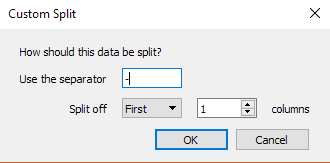 Custom Split
How should this data be split?
Use the separator -
Split off First 1 columns
OK Cancel